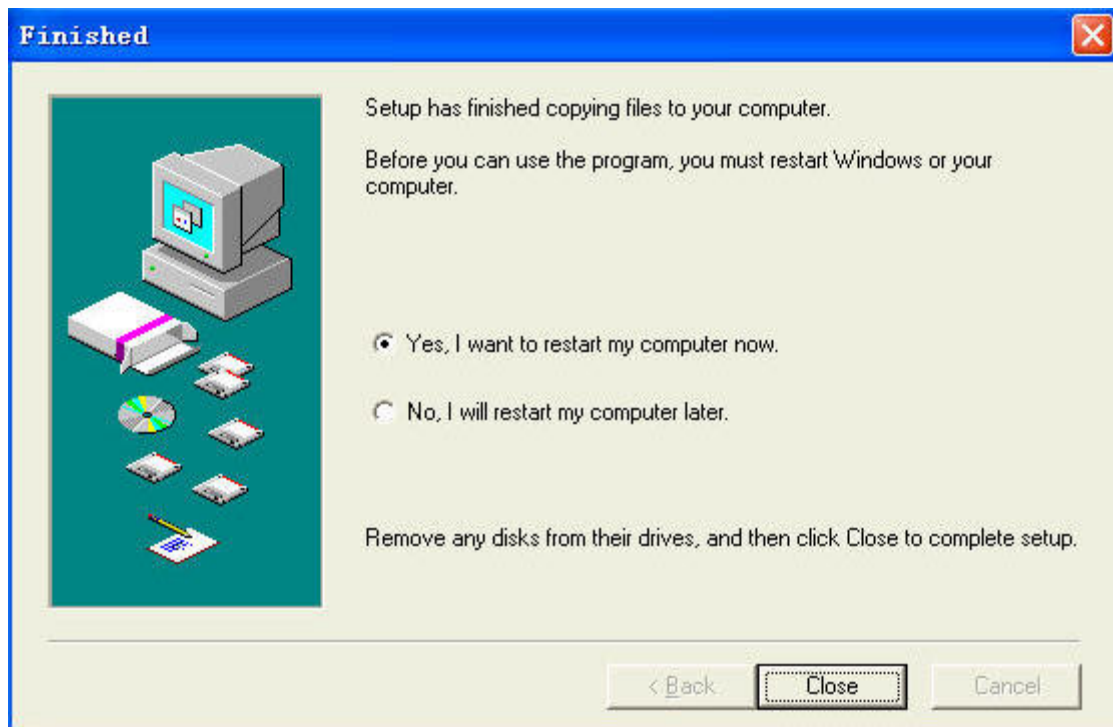 Finished
Setup has finished copying files to your computer.
Before you can use the program, you must restart Windows or your
computer.
Yes, I want to restart my computer now.
No, I will restart my computer later.
Remove any disks from their drives, and then click Close to complete setup.
< Back Close Cancel